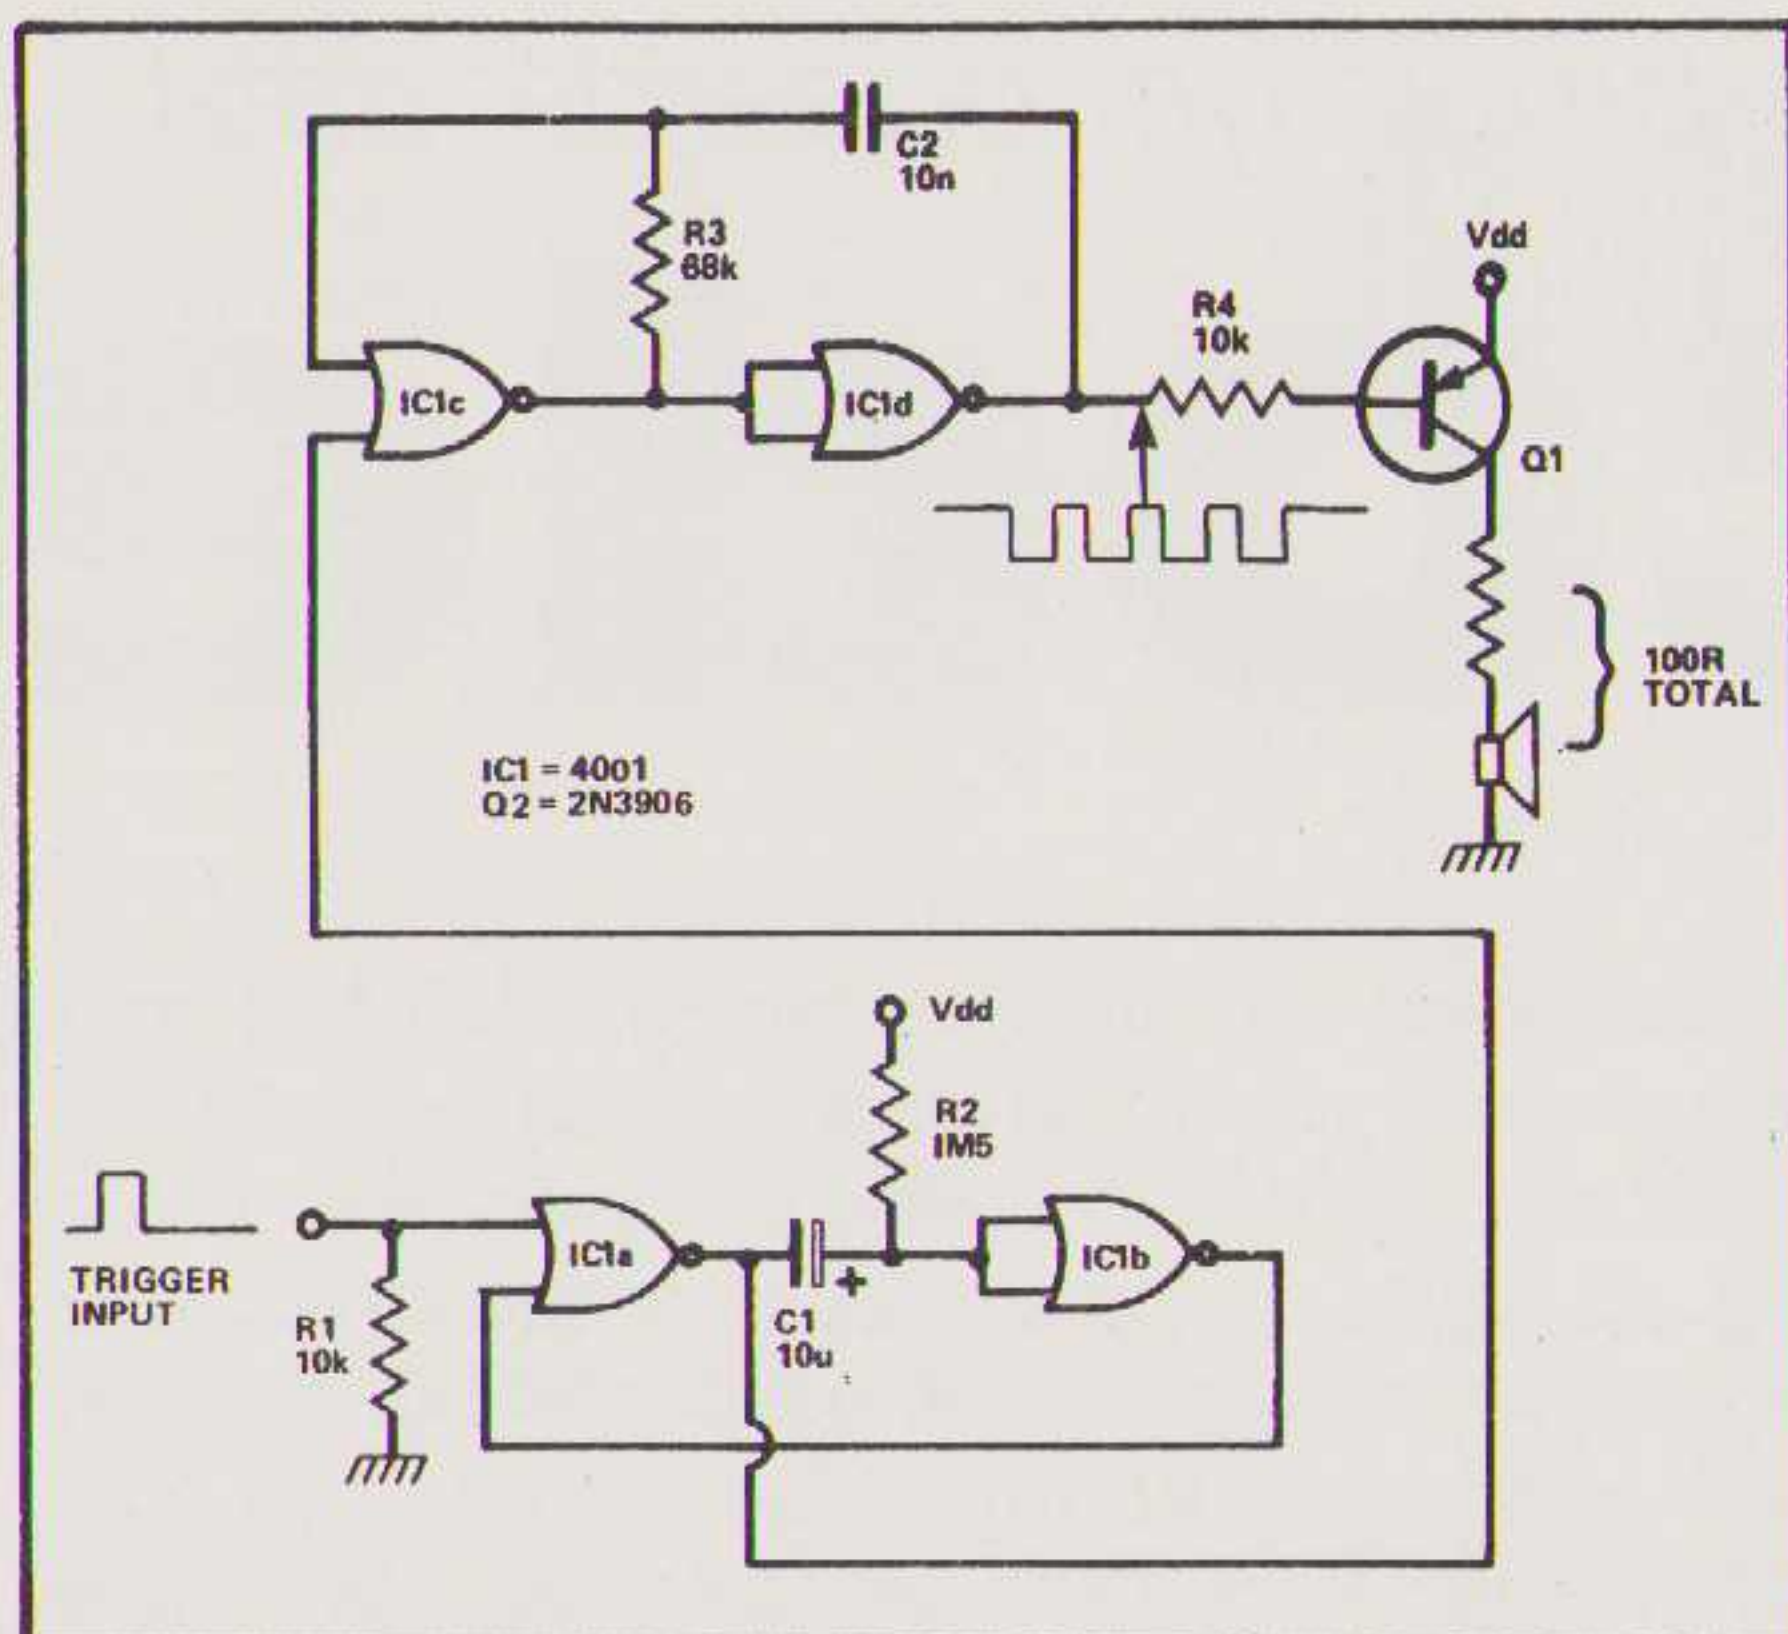 C2
10n
R3
68k
Vdd
R4
10k
IC1c
IC1d
Q1
100R
TOTAL
IC1 = 4001
Q2 = 2N3906
Vdd
R2
IM5
TRIGGER
INPUT
R1
10k
IC1a
+
C1
10u
IC1b